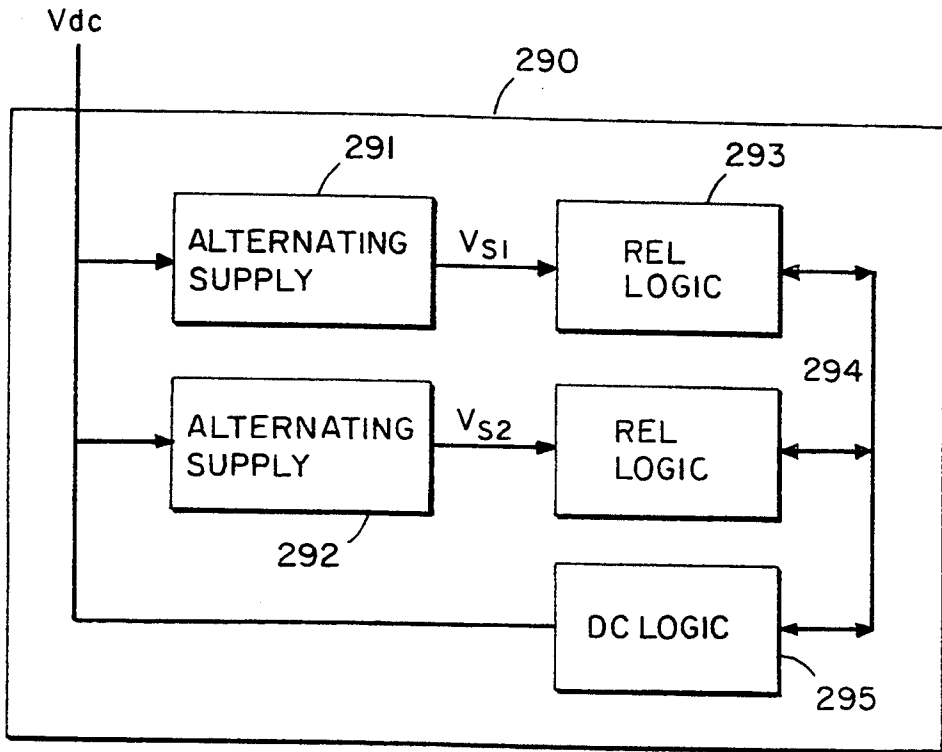 Vdc
290
291
293
ALTERNATING
SUPPLY
VS1
REL
LOGIC
294
ALTERNATING
SUPPLY
VS2
REL
LOGIC
292
DC LOGIC
295